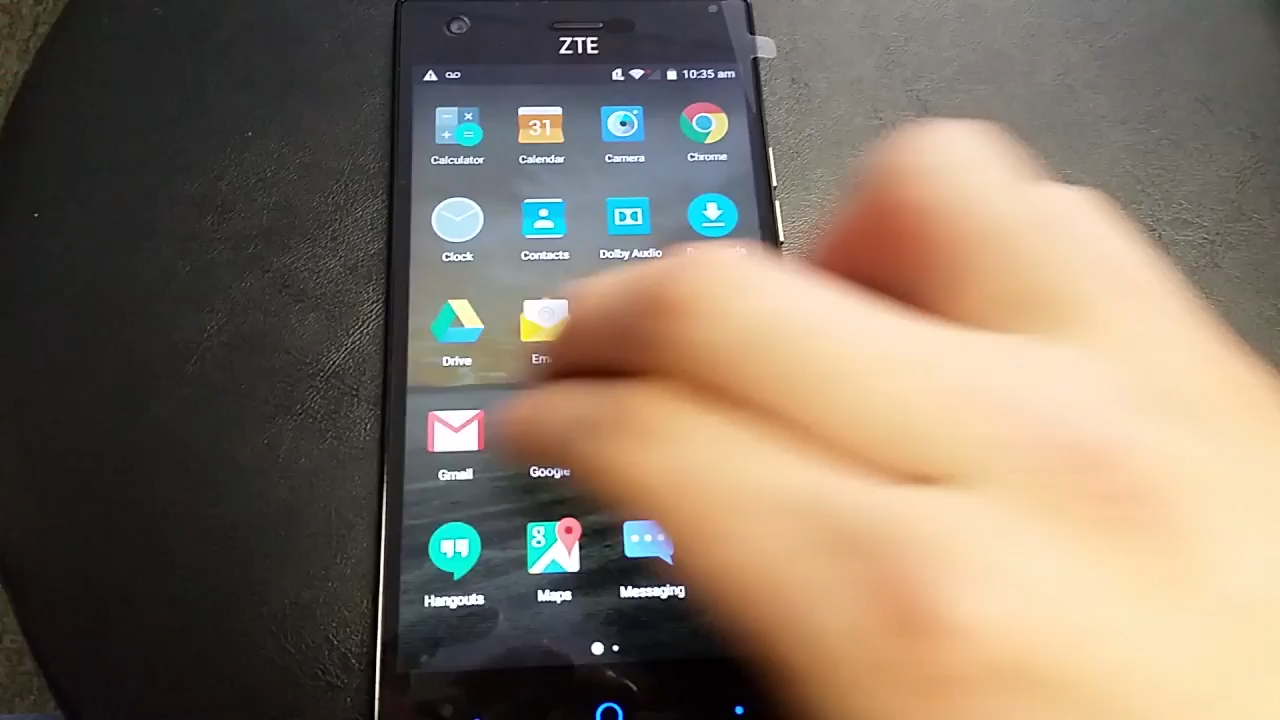 ZTE
10:35 am
31
Calculator Calendar Camera Chrome
Clock Contacts Dolby Audio
Drive
Gmail Google
Hangouts Maps Messaging